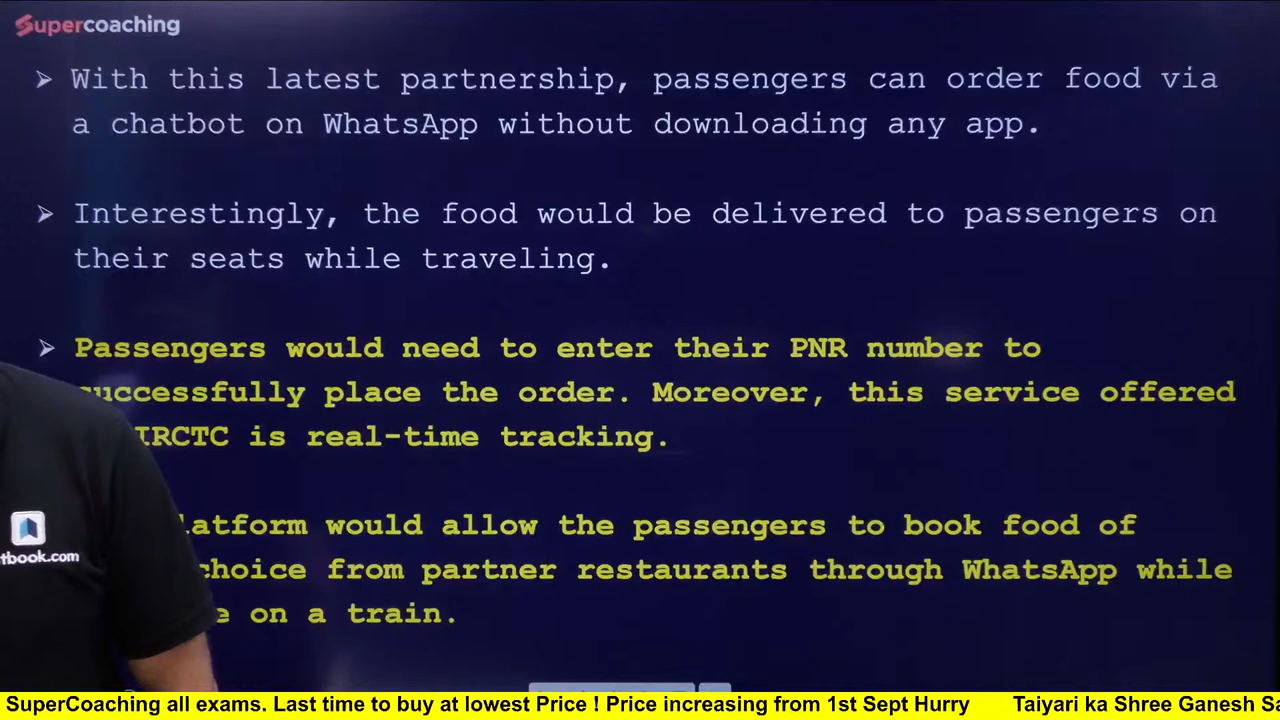 Supercoaching
➢ With this latest partnership, passengers can order food via
a chatbot on WhatsApp without downloading any app.
➢ Interestingly, the food would be delivered to passengers on
their seats while traveling.
➢ Passengers would need to enter their PNR number to
successfully place the order. Moreover, this service offered
IRCTC is real-time tracking.
latform would allow the passengers to book food of
choice from partner restaurants through WhatsApp while
e on a train.
tbook.com
SuperCoaching all exams. Last time to buy at lowest Price ! Price increasing from 1st Sept Hurry Taiyari ka Shree Ganesh Sa